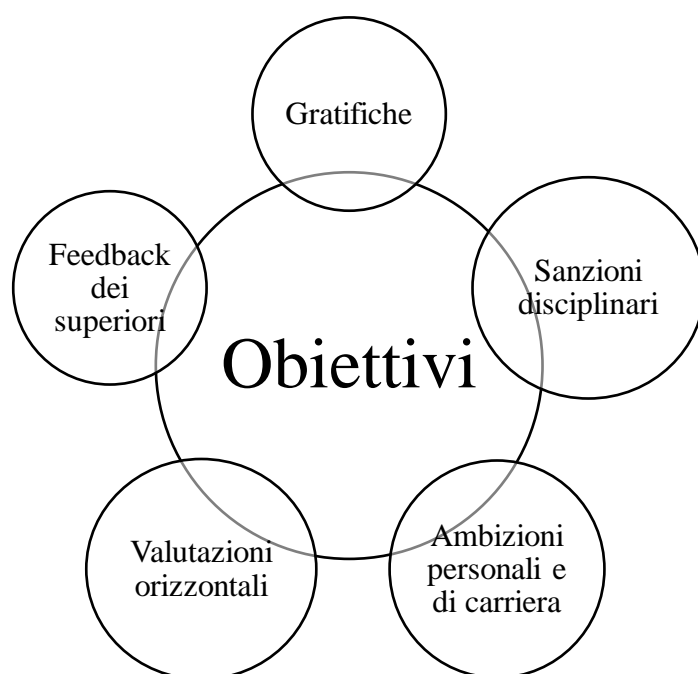 Gratifiche
Feedback
dei
superiori
Sanzioni
disciplinari
Obiettivi
Valutazioni
orizzontali
Ambizioni
personali e
di carriera